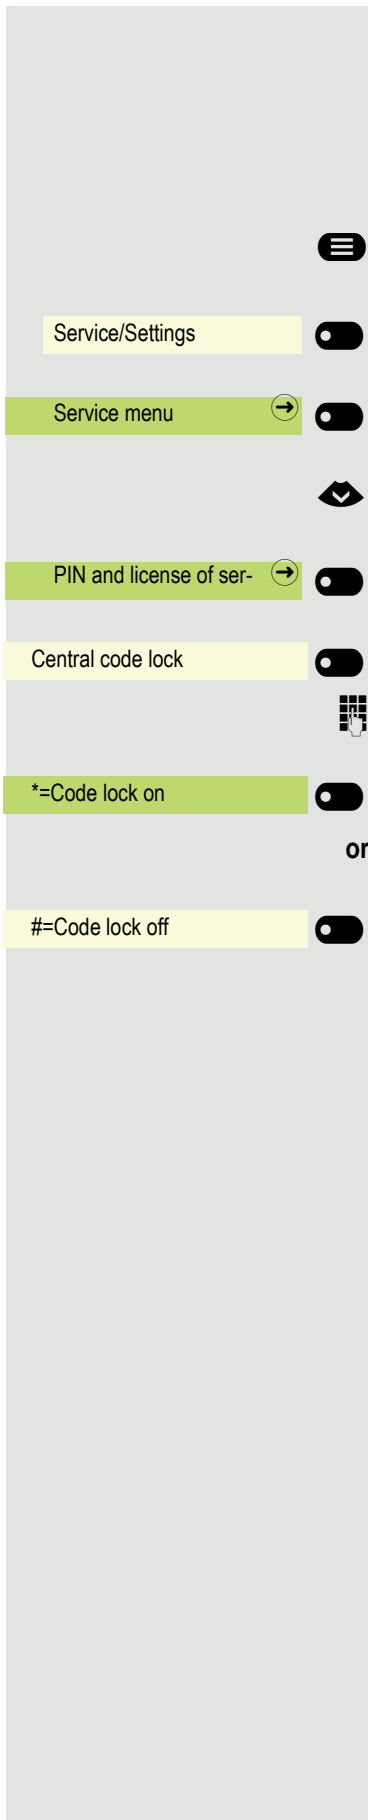 Service/Settings
Service menu
PIN and license of ser-
Central code lock
*=Code lock on
or
#=Code lock off